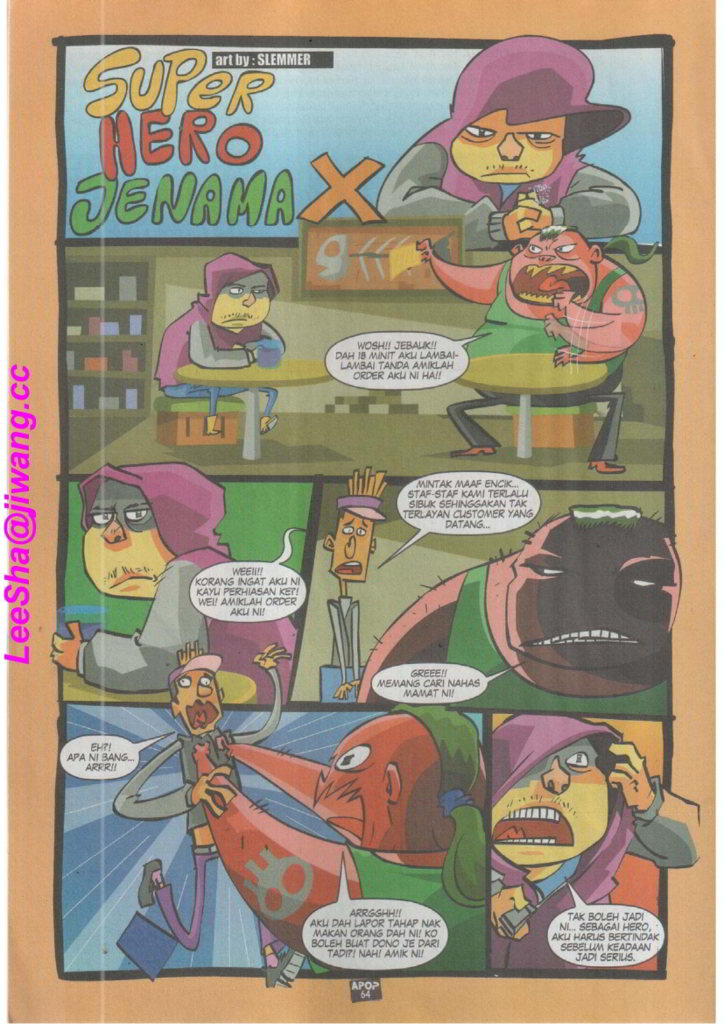 SUPER
HERO
JENAMA X
art by : SLEMMER
WOSH!! JEBAUK!!
DAH 18 MINIT AKU LAMBAI-
LAMBAI TANDA AMIKLAH
ORDER AKU NI HA!!
WEEII!!
KORANG INGAT AKU NI
KAYU PERHIASAN KE?!
WEI! AMIKLAH ORDER
AKU NI!
MINTAK MAAF ENCIK...
STAF-STAF KAMI TERLALU
SIBUK SEHINGGAKAN TAK
TERLAYAN CUSTOMER YANG
DATANG...
GREEE!!
MEMANG CARI NAHAS
MAMAT NI!
EH?!
APA NI BANG...
ARRR!!
ARRGGHH!!
AKU DAH LAPOR TAHAP NAK
MAKAN ORANG DAH NI! KO
BOLEH BUAT DONO JE DARI
TADI?! NAH! AMIK NI!
TAK BOLEH JADI
NI... SEBAGAI HERO,
AKU HARUS BERTINDAK
SEBELUM KEADAAN
JADI SERIUS.
APOP
64
LeeSha@jiwang.cc